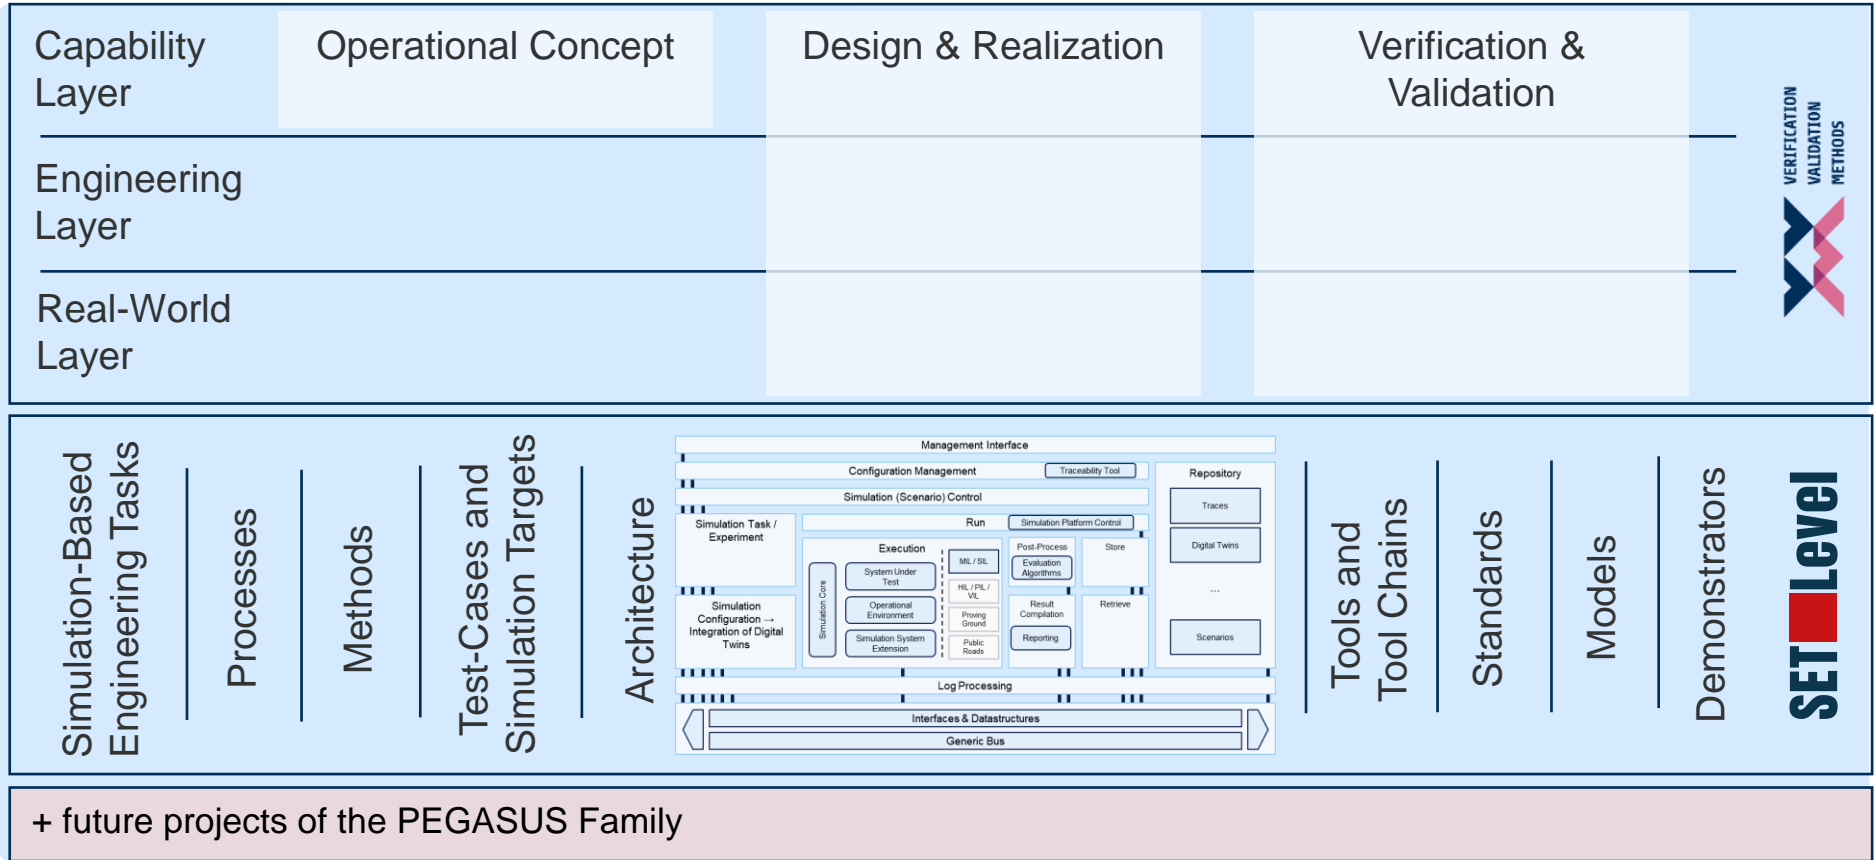 Capability
Layer
Operational Concept
Design & Realization
Verification &
Validation
Engineering
Layer
Real-World
Layer
VERIFICATION
VALIDATION
METHODS
Simulation-Based
Engineering Tasks
Processes
Methods
Test-Cases and
Simulation Targets
Architecture
Management Interface
Configuration Management
Traceability Tool
Simulation (Scenario) Control
Simulation Task /
Experiment
Simulation
Configuration →
Integration of Digital
Twins
Run
Simulation Platform Control
Execution
Simulation Core
System Under
Test
Operational
Environment
Simulation System
Extension
MIL / SIL
HIL / PIL /
VIL
Proving
Ground
Public
Roads
Post-Process
Evaluation
Algorithms
Result
Compilation
Reporting
Store
Retrieve
Repository
Traces
Digital Twins
...
Scenarios
Log Processing
Interfaces & Datastructures
Generic Bus
Tools and
Tool Chains
Standards
Models
Demonstrators
SET Level
+ future projects of the PEGASUS Family